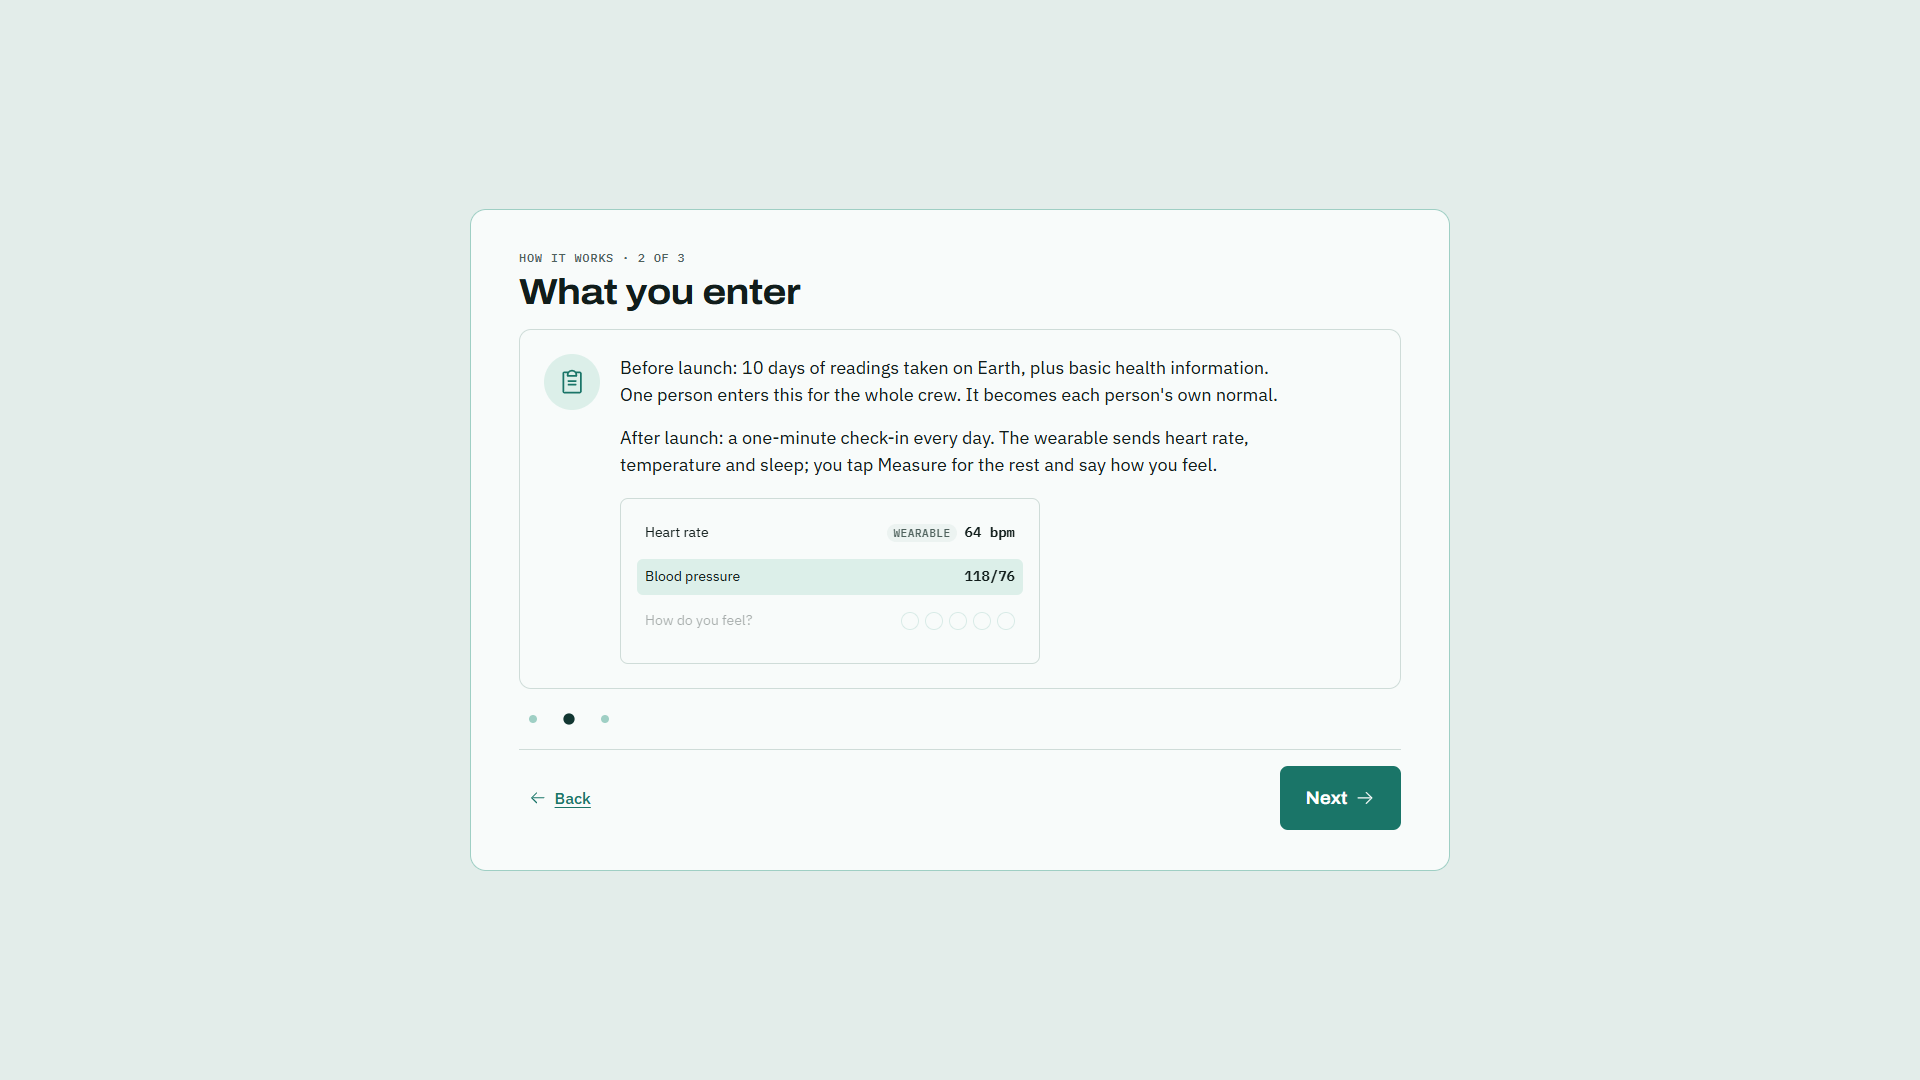 HOW IT WORKS · 2 OF 3
What you enter
Before launch: 10 days of readings taken on Earth, plus basic health information.
One person enters this for the whole crew. It becomes each person's own normal.
After launch: a one-minute check-in every day. The wearable sends heart rate,
temperature and sleep; you tap Measure for the rest and say how you feel.
Heart rate WEARABLE 64 bpm
Blood pressure 118/76
How do you feel?
Back
Next